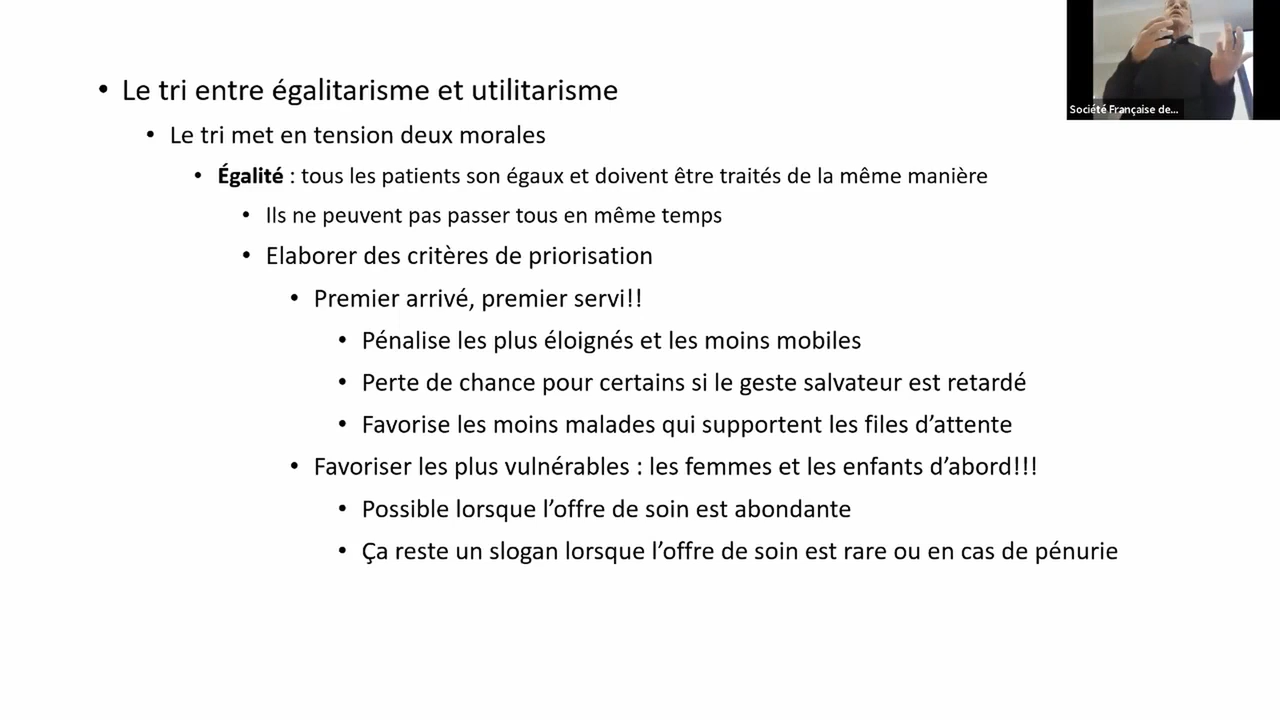 Le tri entre égalitarisme et utilitarisme
Le tri met en tension deux morales
Égalité : tous les patients son égaux et doivent être traités de la même manière
Ils ne peuvent pas passer tous en même temps
Elaborer des critères de priorisation
Premier arrivé, premier servi!!
Pénalise les plus éloignés et les moins mobiles
Perte de chance pour certains si le geste salvateur est retardé
Favorise les moins malades qui supportent les files d’attente
Favoriser les plus vulnérables : les femmes et les enfants d’abord!!!
Possible lorsque l’offre de soin est abondante
Ça reste un slogan lorsque l’offre de soin est rare ou en cas de pénurie
Société Française de...